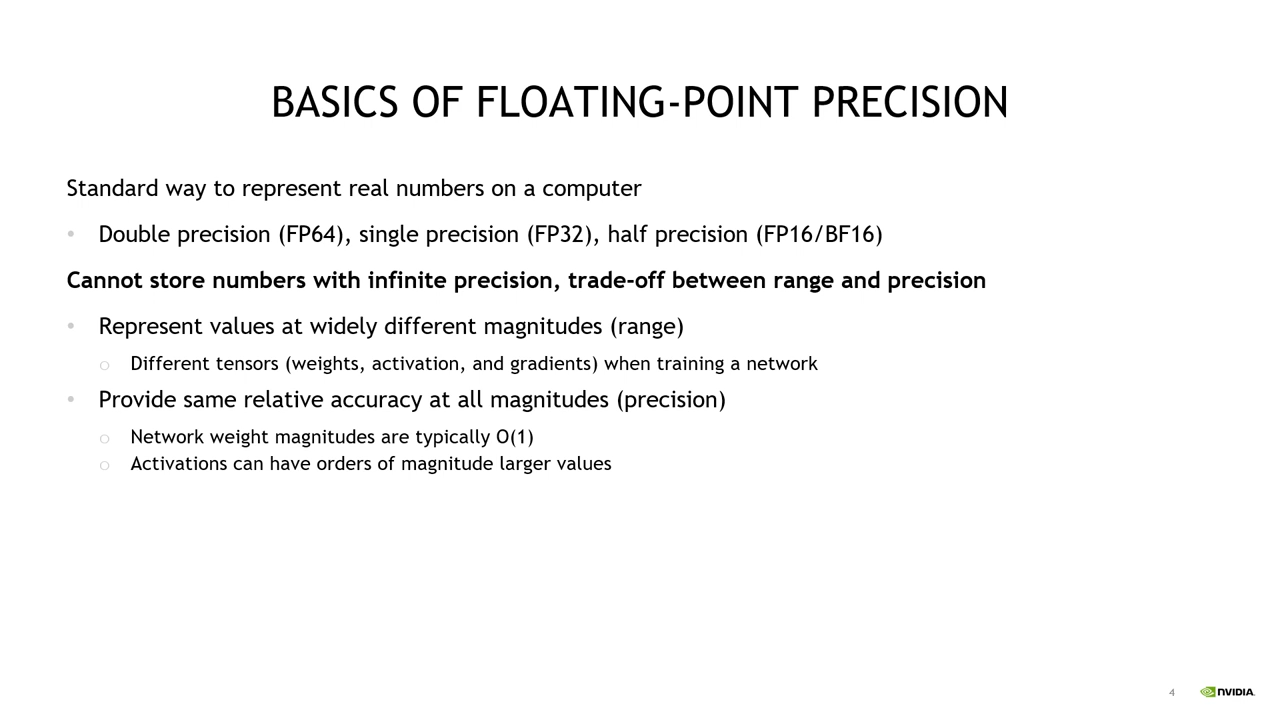 BASICS OF FLOATING-POINT PRECISION
Standard way to represent real numbers on a computer
• Double precision (FP64), single precision (FP32), half precision (FP16/BF16)
Cannot store numbers with infinite precision, trade-off between range and precision
• Represent values at widely different magnitudes (range)
○ Different tensors (weights, activation, and gradients) when training a network
• Provide same relative accuracy at all magnitudes (precision)
○ Network weight magnitudes are typically O(1)
○ Activations can have orders of magnitude larger values
4 NVIDIA.